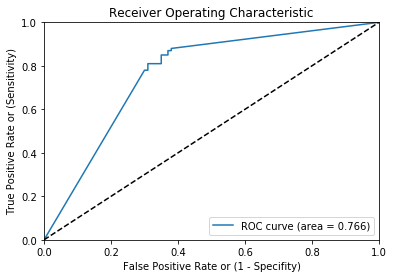 Receiver Operating Characteristic
True Positive Rate or (Sensitivity)
1.0
0.8
0.6
0.4
0.2
0.0
ROC curve (area = 0.766)
0.0 0.2 0.4 0.6 0.8 1.0
False Positive Rate or (1 - Specifity)